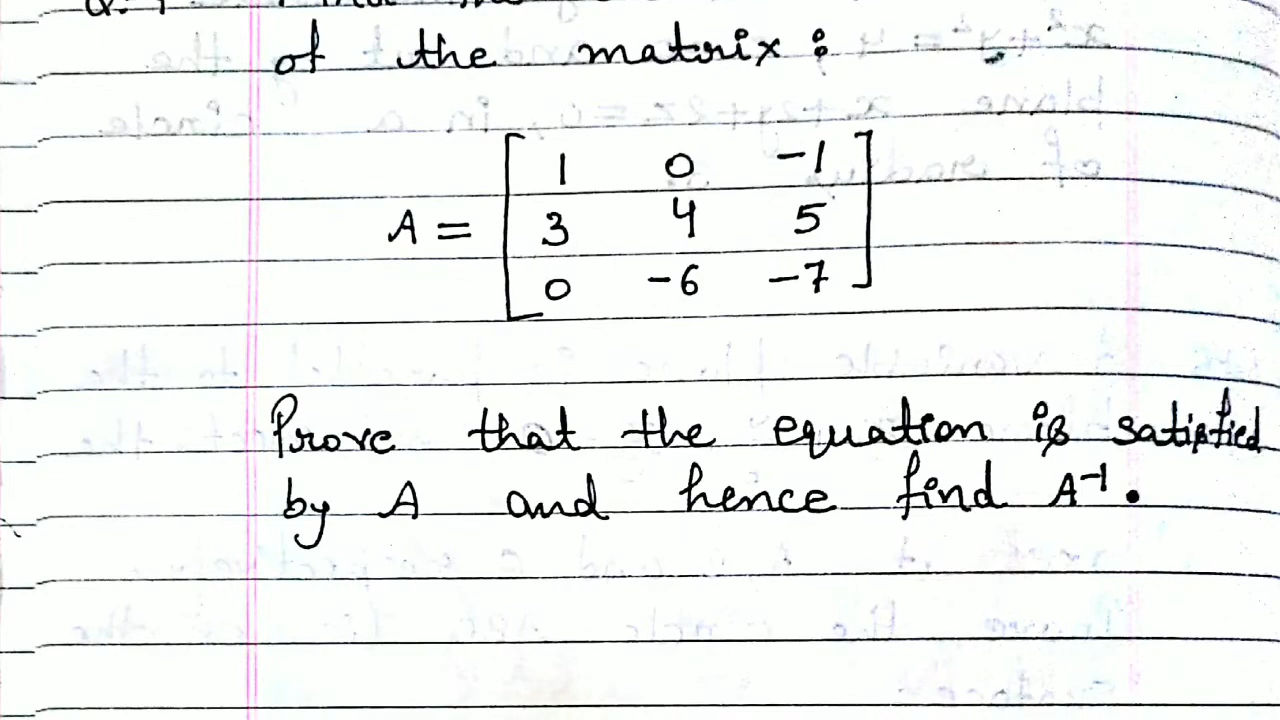 of the matrix :
A = [ 1 0 -1
3 4 5
0 -6 -7 ]
Prove that the equation is satisfied
by A and hence find A⁻¹.